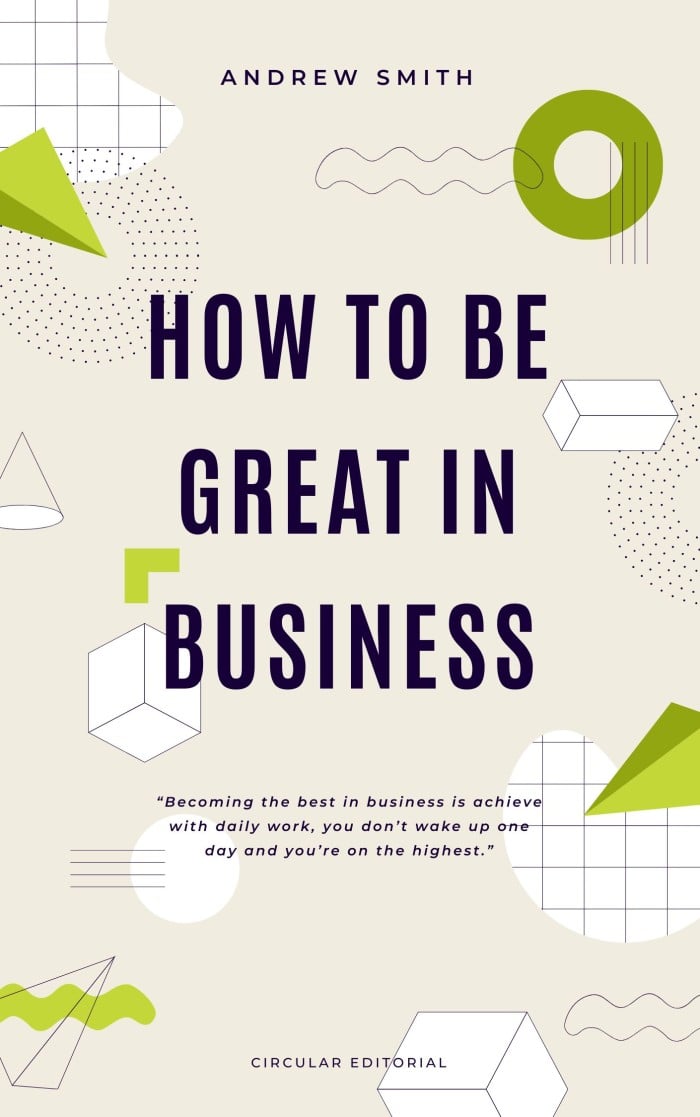 ANDREW SMITH
HOW TO BE
GREAT IN
BUSINESS
“Becoming the best in business is achieve
with daily work, you don’t wake up one
day and you’re on the highest.”
CIRCULAR EDITORIAL